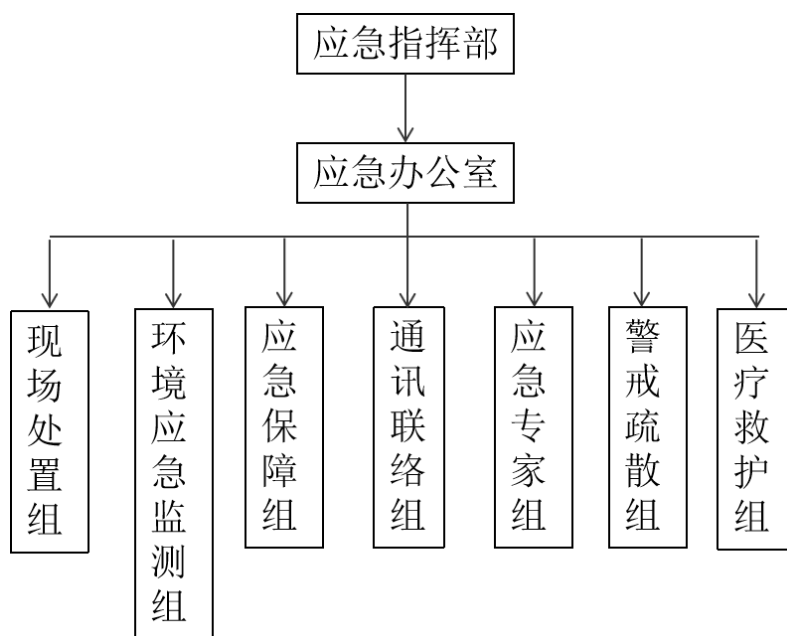 应急指挥部
应急办公室
现场处置组
环境应急监测组
应急保障组
通讯联络组
应急专家组
警戒疏散组
医疗救护组